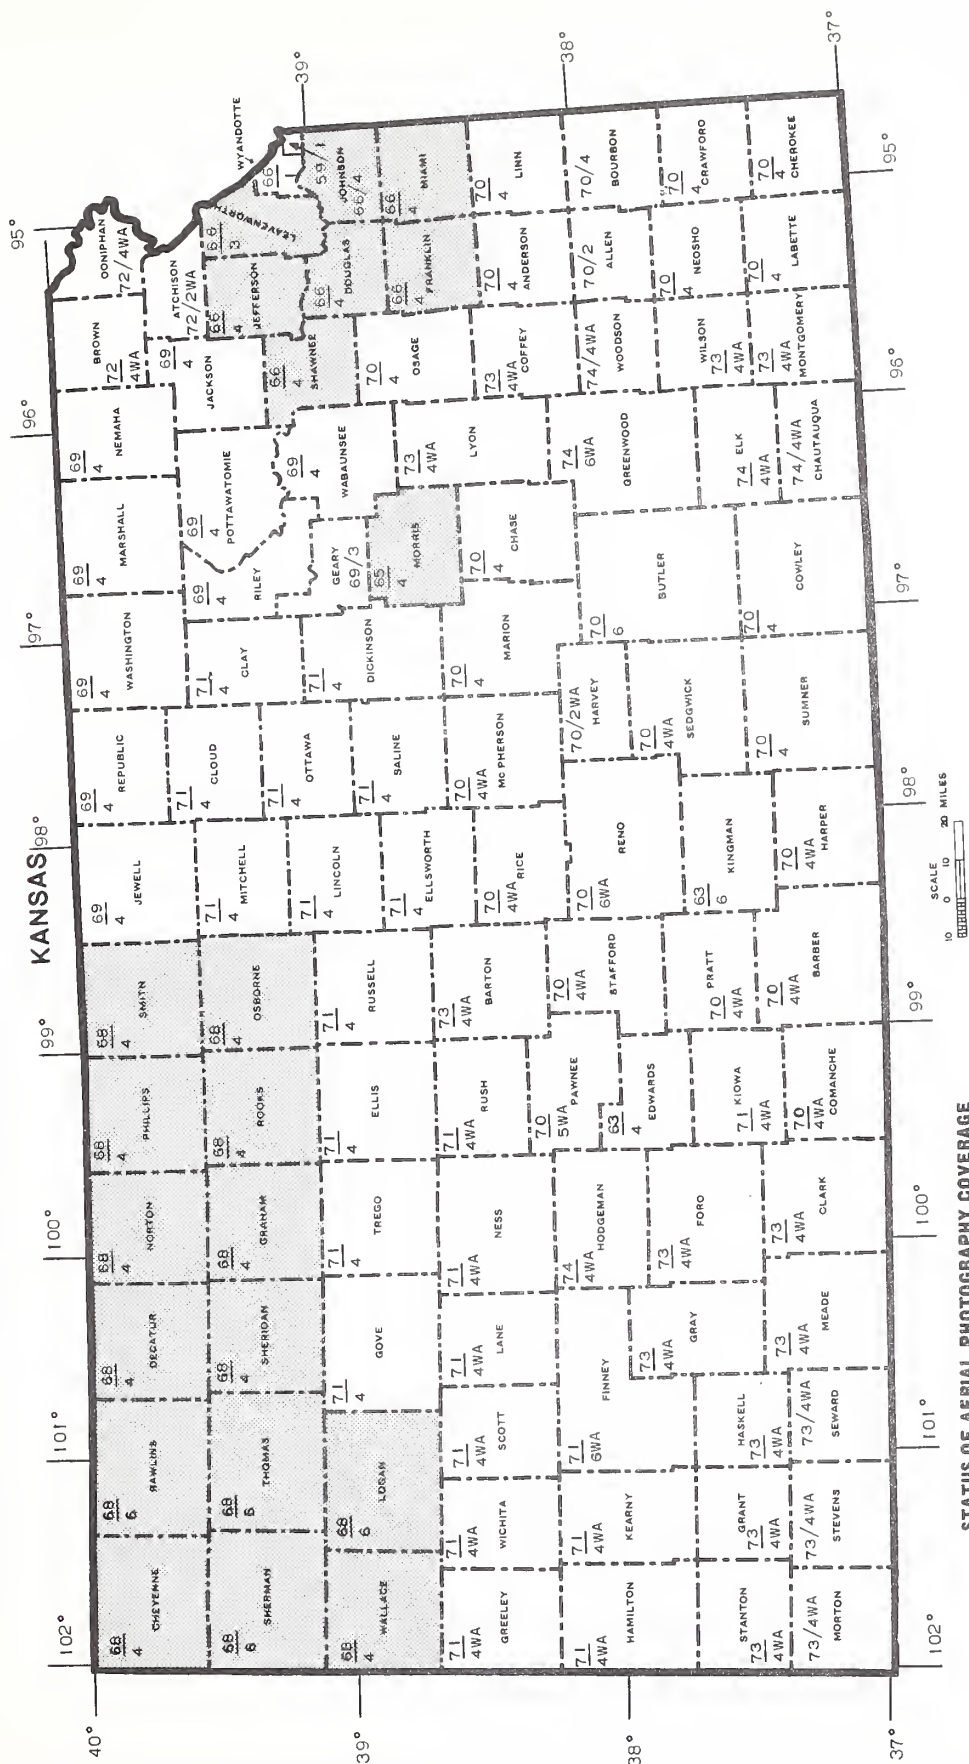 KANSAS
102°
101°
100°
99°
98°
97°
96°
95°
40°
39°
38°
37°
39°
38°
37°
68
4
CHEYENNE
68
6
RAWLINS
68
4
DECATUR
68
4
NORTON
68
4
PHILLIPS
68
4
SMITH
69
4
JEWELL
69
4
REPUBLIC
69
4
WASHINGTON
69
4
MARSHALL
69
4
NEMAHA
BROWN
72
4WA
OONIPHAN
72/4WA
68
6
SHERMAN
68
6
THOMAS
68
4
SHERIDAN
68
4
GRAHAM
68
4
ROOKS
68
4
OSBORNE
71
4
MITCHELL
71
4
CLOUD
71
4
CLAY
69
4
RILEY
69
4
POTTAWATOMIE
69
4
JACKSON
ATCHISON
72/2WA
66
4
JEFFERSON
68
3
LEAVENWORTH
WYANDOTTE
66
4
59/1
68
4
WALLACE
68
6
LOGAN
71
4
GOVE
71
4
TREGO
71
4
ELLIS
71
4
RUSSELL
71
4
LINCOLN
71
4
OTTAWA
71
4
DICKINSON
GEARY
69/3
69
4
WABAUNSEE
66
4
SHAWNEE
66
4
DOUGLAS
JOHNSON
66/4
71
4
ELLSWORTH
71
4
SALINE
65
4
MORRIS
70
4
OSAGE
66
4
FRANKLIN
66
4
MIAMI
71
4WA
GREELEY
71
4WA
WICHITA
71
4WA
SCOTT
71
4WA
LANE
71
4WA
NESS
71
4WA
RUSH
73
4WA
BARTON
70
4WA
RICE
70
4WA
McPHERSON
70
4
MARION
70
4
CHASE
73
4WA
LYON
73
4WA
COFFEY
70
4
ANDERSON
70
4
LINN
71
4WA
HAMILTON
71
4WA
KEARNY
71
6WA
FINNEY
74
4WA
HODGEMAN
70
5WA
PAWNEE
70
4WA
STAFFORD
70
6WA
RENO
70/2WA
HARVEY
70
6
BUTLER
74
6WA
GREENWOOD
74/4WA
WOODSON
70/2
ALLEN
70/4
BOURBON
73
4WA
GRAY
73
4WA
FORO
63
4
EDWARDS
70
4WA
SEDGWICK
STANTON
73
4WA
GRANT
73
4WA
HASKELL
73
4WA
71
4WA
KIOWA
70
4WA
PRATT
63
6
KINGMAN
74
4WA
ELK
WILSON
73
4WA
70
4
NEOSHO
70
4
CRAWFORO
73/4WA
MORTON
73/4WA
STEVENS
73/4WA
SEWARD
73
4WA
MEADE
73
4WA
CLARK
70
4WA
COMANCHE
70
4WA
BARBER
70
4WA
HARPER
70
4
SUMNER
70
4
COWLEY
74/4WA
CHAUTAUQUA
73
4WA
MONTGOMERY
70
4
LABETTE
70
4
CHEROKEE
102°
101°
100°
99°
98°
97°
96°
95°
SCALE
10 0 10 20 MILES
STATUS OF AERIAL PHOTOGRAPHY COVERAGE